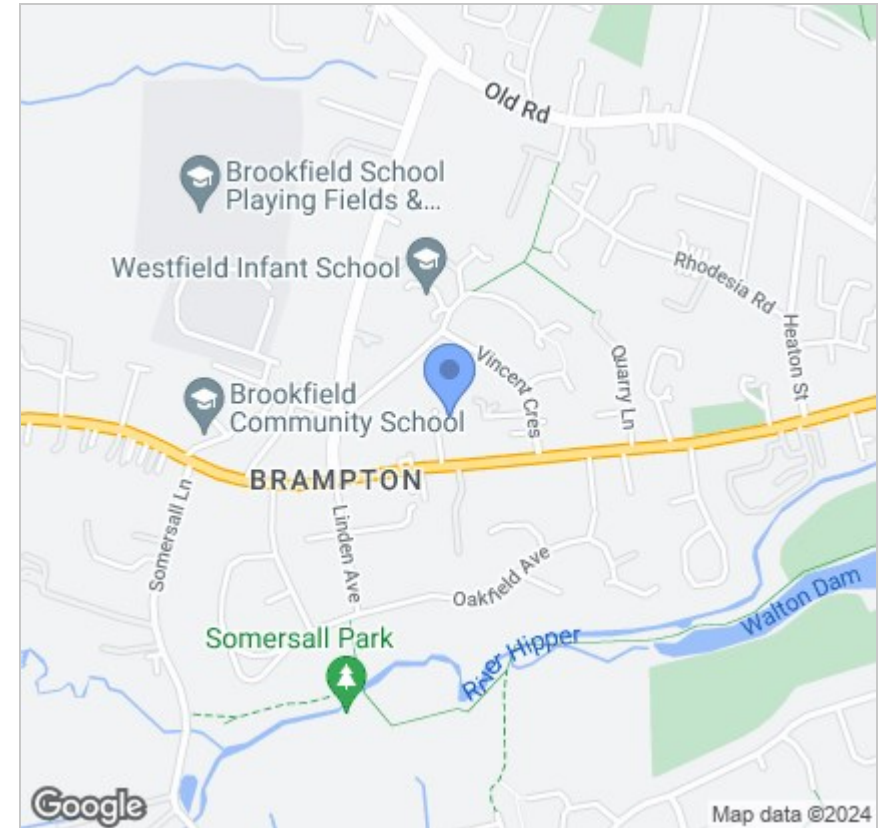 Old Rd
Brookfield School
Playing Fields &...
Westfield Infant School
Rhodesia Rd
Heaton St
Vincent Cres
Quarry Ln
Brookfield
Community School
BRAMPTON
Somersall Ln
Linden Ave
Oakfield Ave
Walton Dam
River Hipper
Somersall Park
Google
Map data ©2024